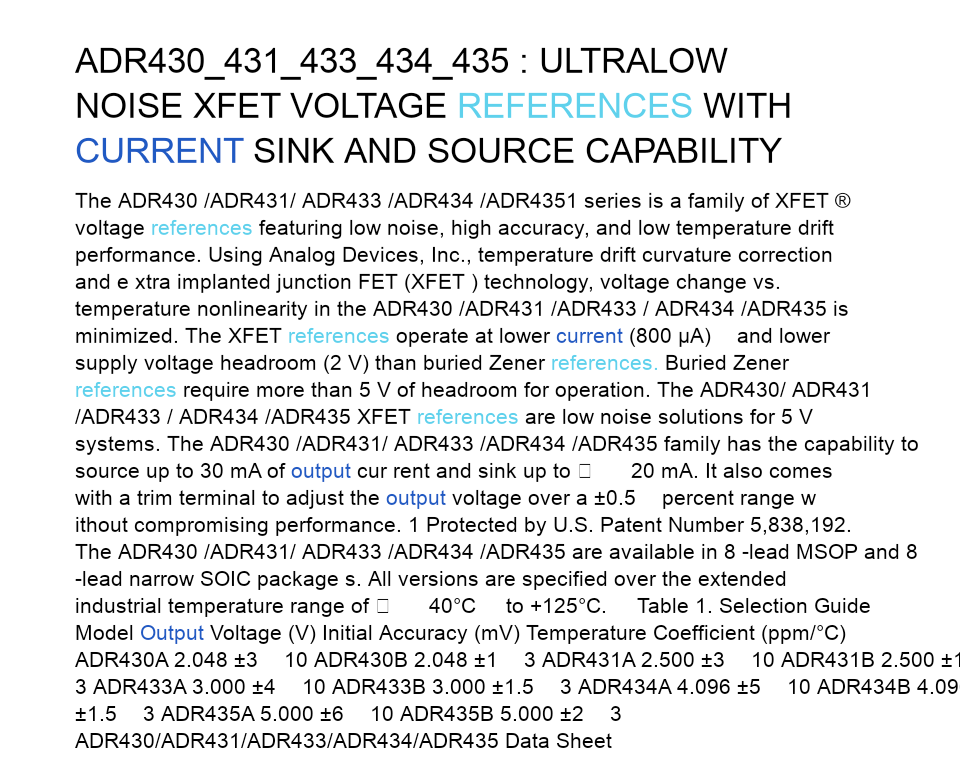 ADR430_431_433_434_435 : ULTRALOW
NOISE XFET VOLTAGE REFERENCES WITH
CURRENT SINK AND SOURCE CAPABILITY
The ADR430 /ADR431/ ADR433 /ADR434 /ADR4351 series is a family of XFET ®
voltage references featuring low noise, high accuracy, and low temperature drift
performance. Using Analog Devices, Inc., temperature drift curvature correction
and e xtra implanted junction FET (XFET ) technology, voltage change vs.
temperature nonlinearity in the ADR430 /ADR431 /ADR433 / ADR434 /ADR435 is
minimized. The XFET references operate at lower current (800 μA) and lower
supply voltage headroom (2 V) than buried Zener references. Buried Zener
references require more than 5 V of headroom for operation. The ADR430/ ADR431
/ADR433 / ADR434 /ADR435 XFET references are low noise solutions for 5 V
systems. The ADR430 /ADR431/ ADR433 /ADR434 /ADR435 family has the capability to
source up to 30 mA of output cur rent and sink up to □ 20 mA. It also comes
with a trim terminal to adjust the output voltage over a ±0.5 percent range w
ithout compromising performance. 1 Protected by U.S. Patent Number 5,838,192.
The ADR430 /ADR431/ ADR433 /ADR434 /ADR435 are available in 8 -lead MSOP and 8
-lead narrow SOIC package s. All versions are specified over the extended
industrial temperature range of □ 40°C to +125°C. Table 1. Selection Guide
Model Output Voltage (V) Initial Accuracy (mV) Temperature Coefficient (ppm/°C)
ADR430A 2.048 ±3 10 ADR430B 2.048 ±1 3 ADR431A 2.500 ±3 10 ADR431B 2.500 ±1
3 ADR433A 3.000 ±4 10 ADR433B 3.000 ±1.5 3 ADR434A 4.096 ±5 10 ADR434B 4.09
±1.5 3 ADR435A 5.000 ±6 10 ADR435B 5.000 ±2 3
ADR430/ADR431/ADR433/ADR434/ADR435 Data Sheet